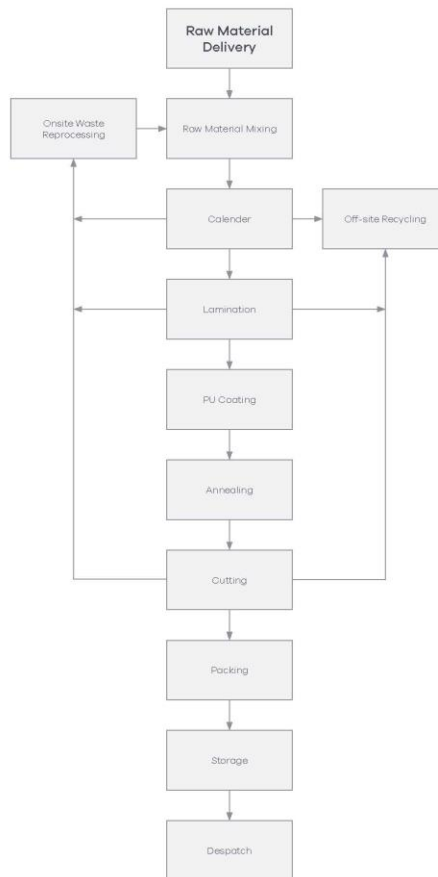 Raw Material
Delivery
Onsite Waste
Reprocessing
Raw Material Mixing
Calender
Off-site Recycling
Lamination
PU Coating
Annealing
Cutting
Packing
Storage
Despatch